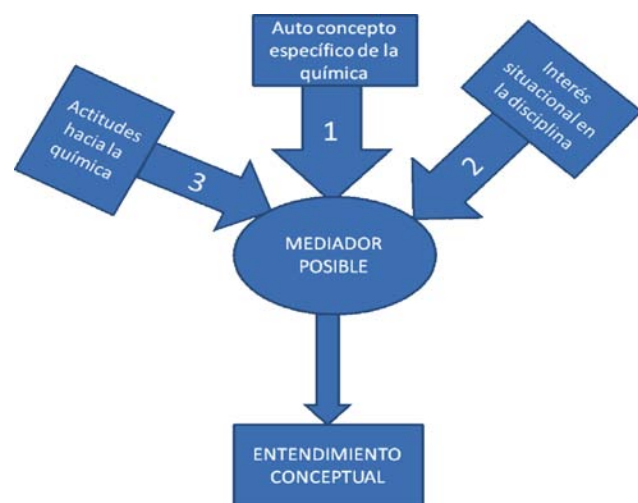 Auto concepto
específico de la
química
Actitudes
hacia la
química
Interés
situacional en
la disciplina
1
2
3
MEDIADOR
POSIBLE
ENTENDIMIENTO
CONCEPTUAL